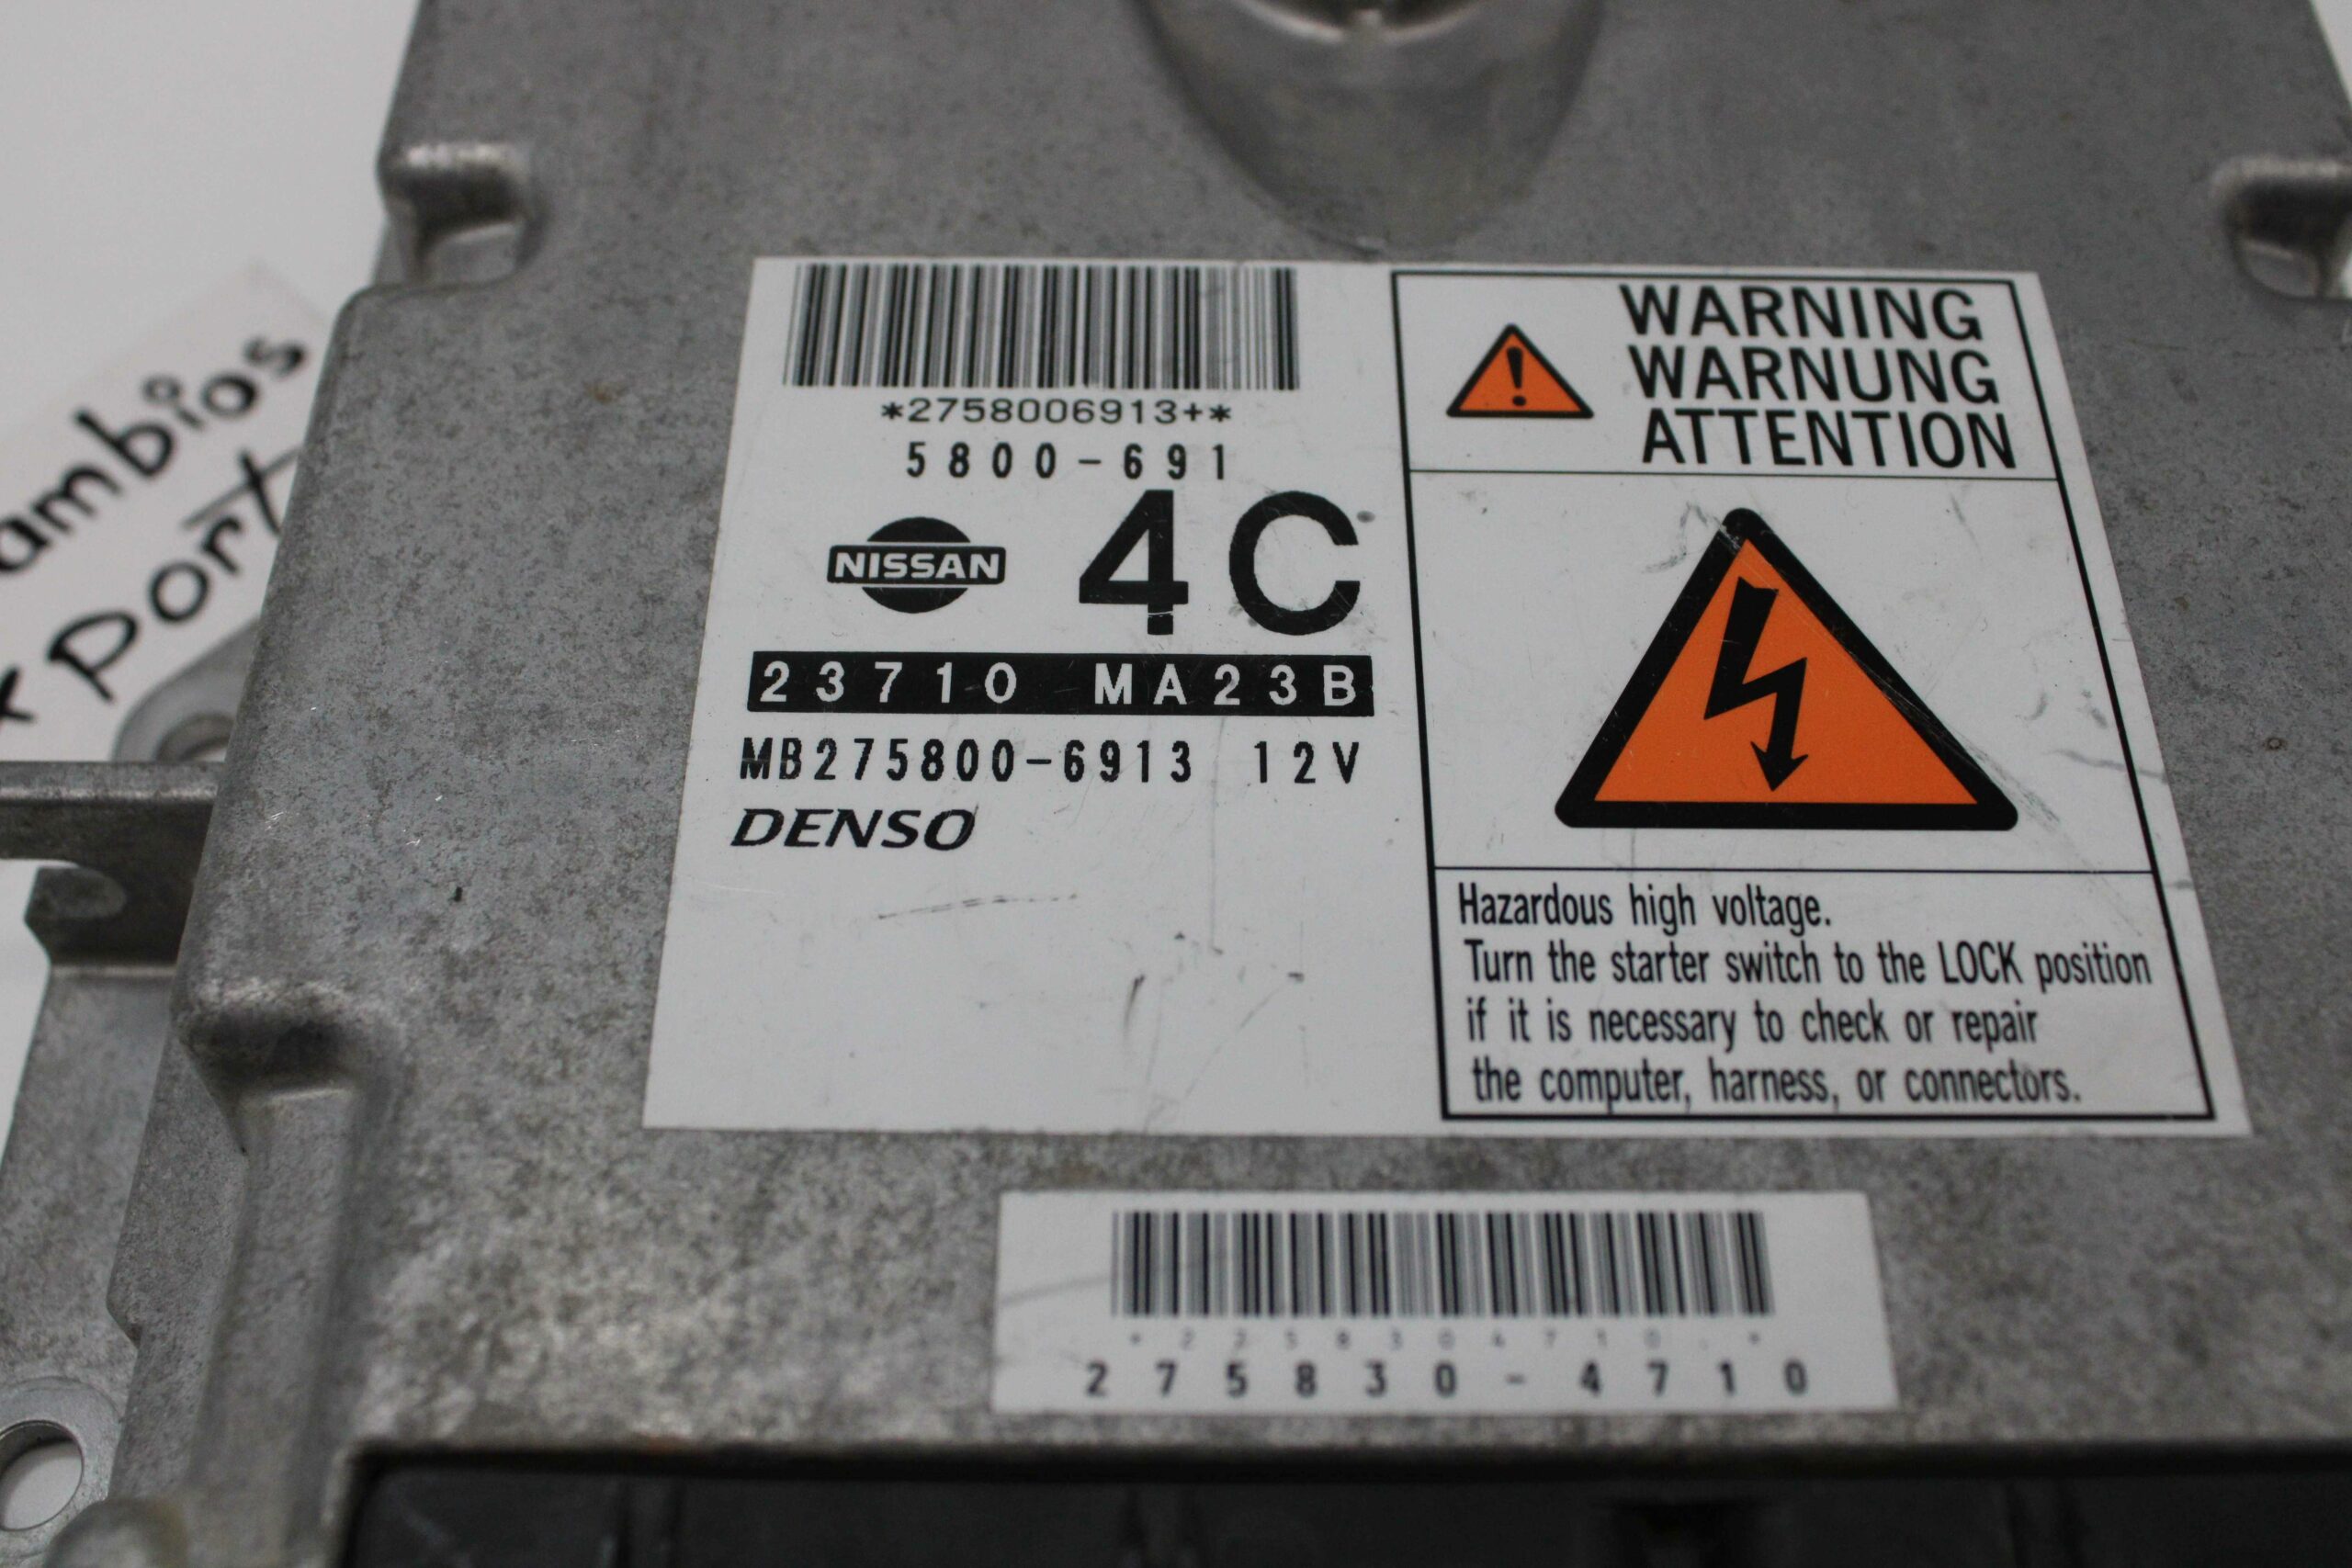 ambios
xport
*2758006913+*
5800-691
NISSAN 4C
23710 MA23B
MB275800-6913 12V
DENSO
WARNING
WARNUNG
ATTENTION
Hazardous high voltage.
Turn the starter switch to the LOCK position
if it is necessary to check or repair
the computer, harness, or connectors.
275830-4710